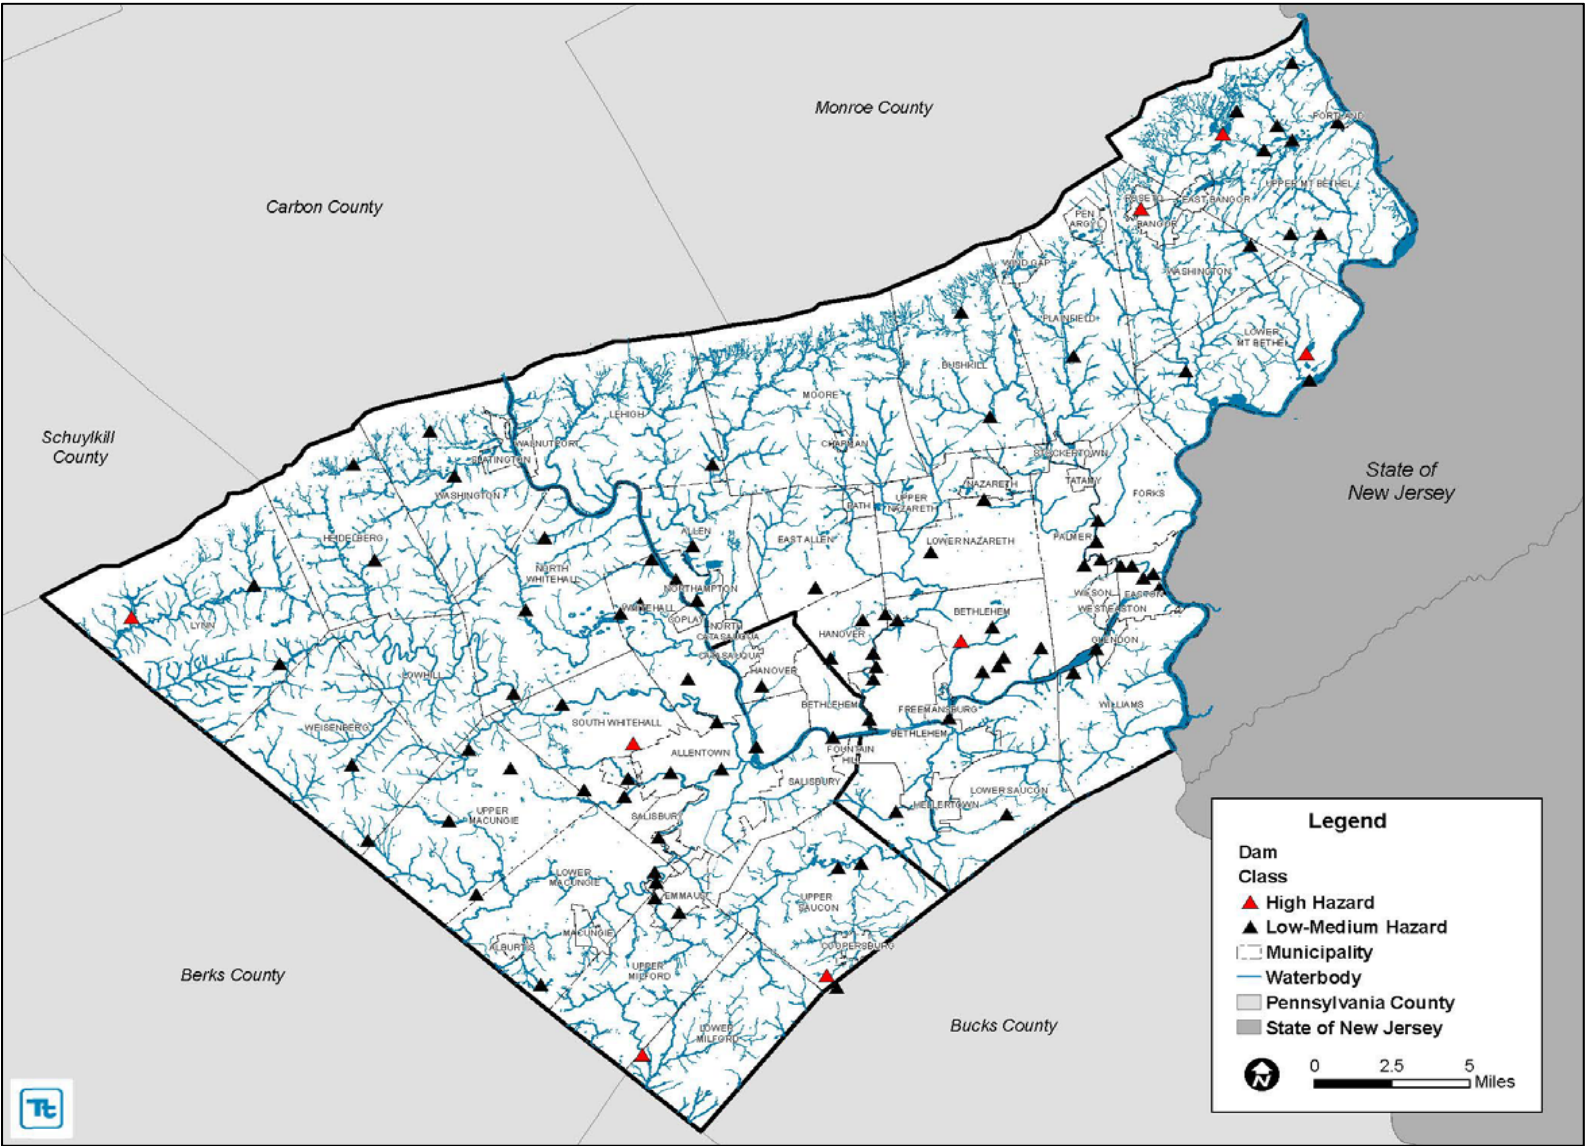 Monroe County
PORTLAND
Carbon County
UPPER MT BETHEL
ROSETO
EAST BANGOR
PEN
ARGYL
BANGOR
WIND GAP
WASHINGTON
PLAINFIELD
LOWER
MT BETHEL
BUSHKILL
MOORE
LEHIGH
Schuylkill
County
WALNUTPORT
CHAPMAN
SLATINGTON
STOCKERTOWN
State of
New Jersey
WASHINGTON
NAZARETH
TATAMY
FORKS
BATH
UPPER
NAZARETH
HEIDELBERG
ALLEN
EAST ALLEN
LOWER NAZARETH
PALMER
NORTH
WHITEHALL
NORTHAMPTON
WILSON
EASTON
WHITEHALL
COPLAY
BETHLEHEM
WEST EASTON
LYNN
NORTH
CATASAUQUA
HANOVER
GLENDON
CATASAUQUA
HANOVER
LOWHILL
BETHLEHEM
FREEMANSBURG
WILLIAMS
WEISENBERG
SOUTH WHITEHALL
BETHLEHEM
ALLENTOWN
FOUNTAIN
HILL
SALISBURY
LOWER SAUCON
HELLERTOWN
UPPER
MACUNGIE
SALISBURY
LOWER
MACUNGIE
EMMAUS
UPPER
SAUCON
MACUNGIE
ALBURTIS
COOPERSBURG
UPPER
MILFORD
Berks County
LOWER
MILFORD
Bucks County
Legend
Dam
Class
High Hazard
Low-Medium Hazard
Municipality
Waterbody
Pennsylvania County
State of New Jersey
N
0 2.5 5
Miles
Tt